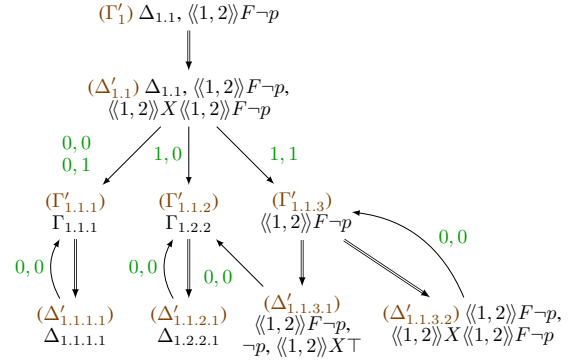 (Γ′₁) Δ₁.₁, ⟨⟨1, 2⟩⟩F¬p
(Δ′₁.₁) Δ₁.₁, ⟨⟨1, 2⟩⟩F¬p,
⟨⟨1, 2⟩⟩X⟨⟨1, 2⟩⟩F¬p
0, 0
0, 1
1, 0
1, 1
(Γ′₁.₁.₁)
Γ₁.₁.₁
(Γ′₁.₁.₂)
Γ₁.₂.₂
(Γ′₁.₁.₃)
⟨⟨1, 2⟩⟩F¬p
0, 0
0, 0
0, 0
0, 0
(Δ′₁.₁.₁.₁)
Δ₁.₁.₁.₁
(Δ′₁.₁.₂.₁)
Δ₁.₂.₂.₁
(Δ′₁.₁.₃.₁)
⟨⟨1, 2⟩⟩F¬p,
¬p, ⟨⟨1, 2⟩⟩X⊤
(Δ′₁.₁.₃.₂) ⟨⟨1, 2⟩⟩F¬p,
⟨⟨1, 2⟩⟩X⟨⟨1, 2⟩⟩F¬p